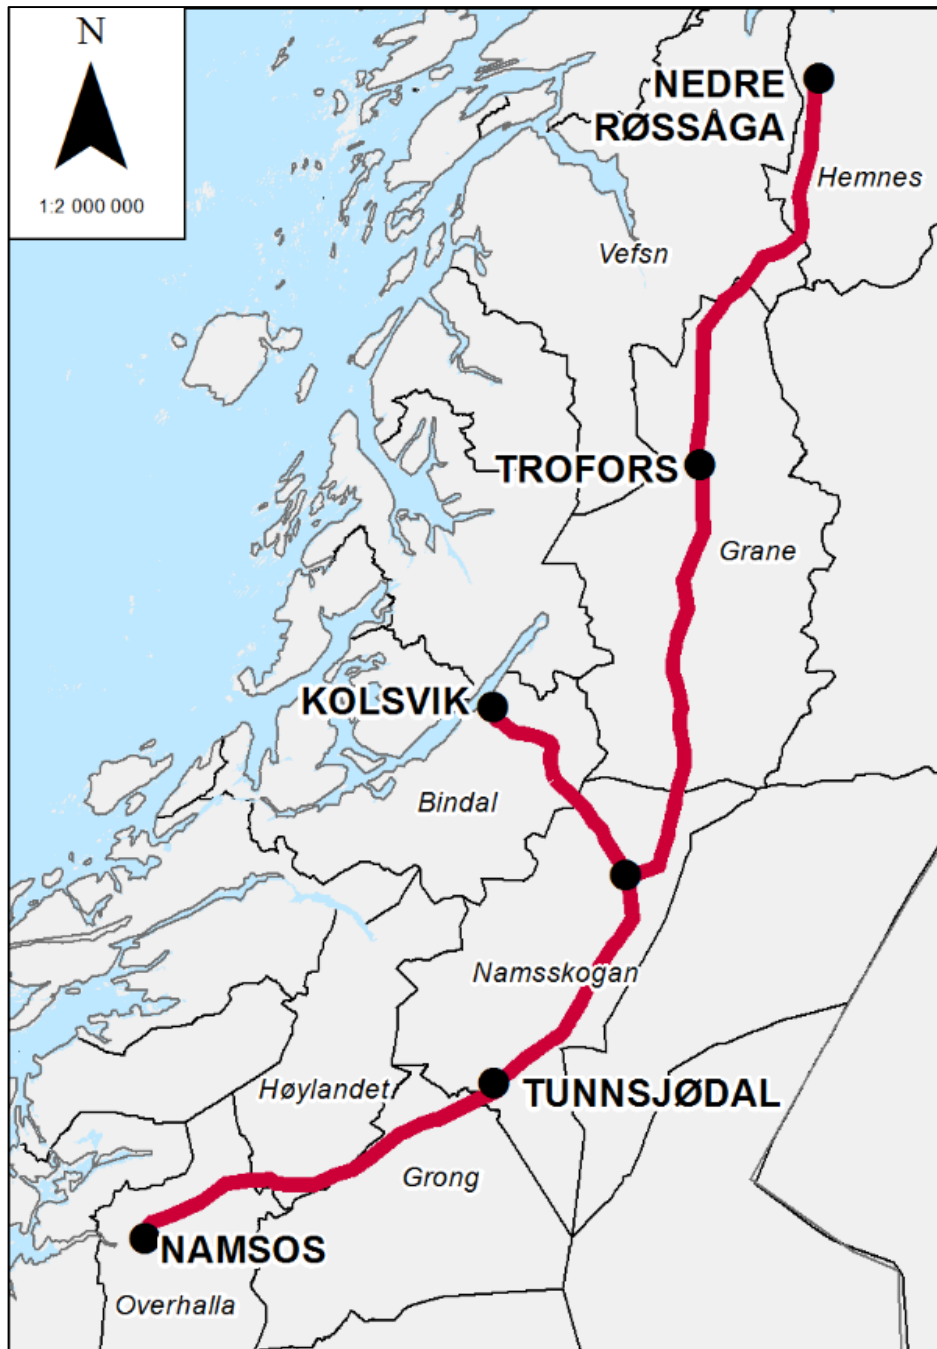 N
1:2 000 000
NEDRE
RØSSÅGA
Hemnes
Vefsn
TROFORS
Grane
KOLSVIK
Bindal
Namsskogan
TUNNSJØDAL
Høylandet
Grong
NAMSOS
Overhalla